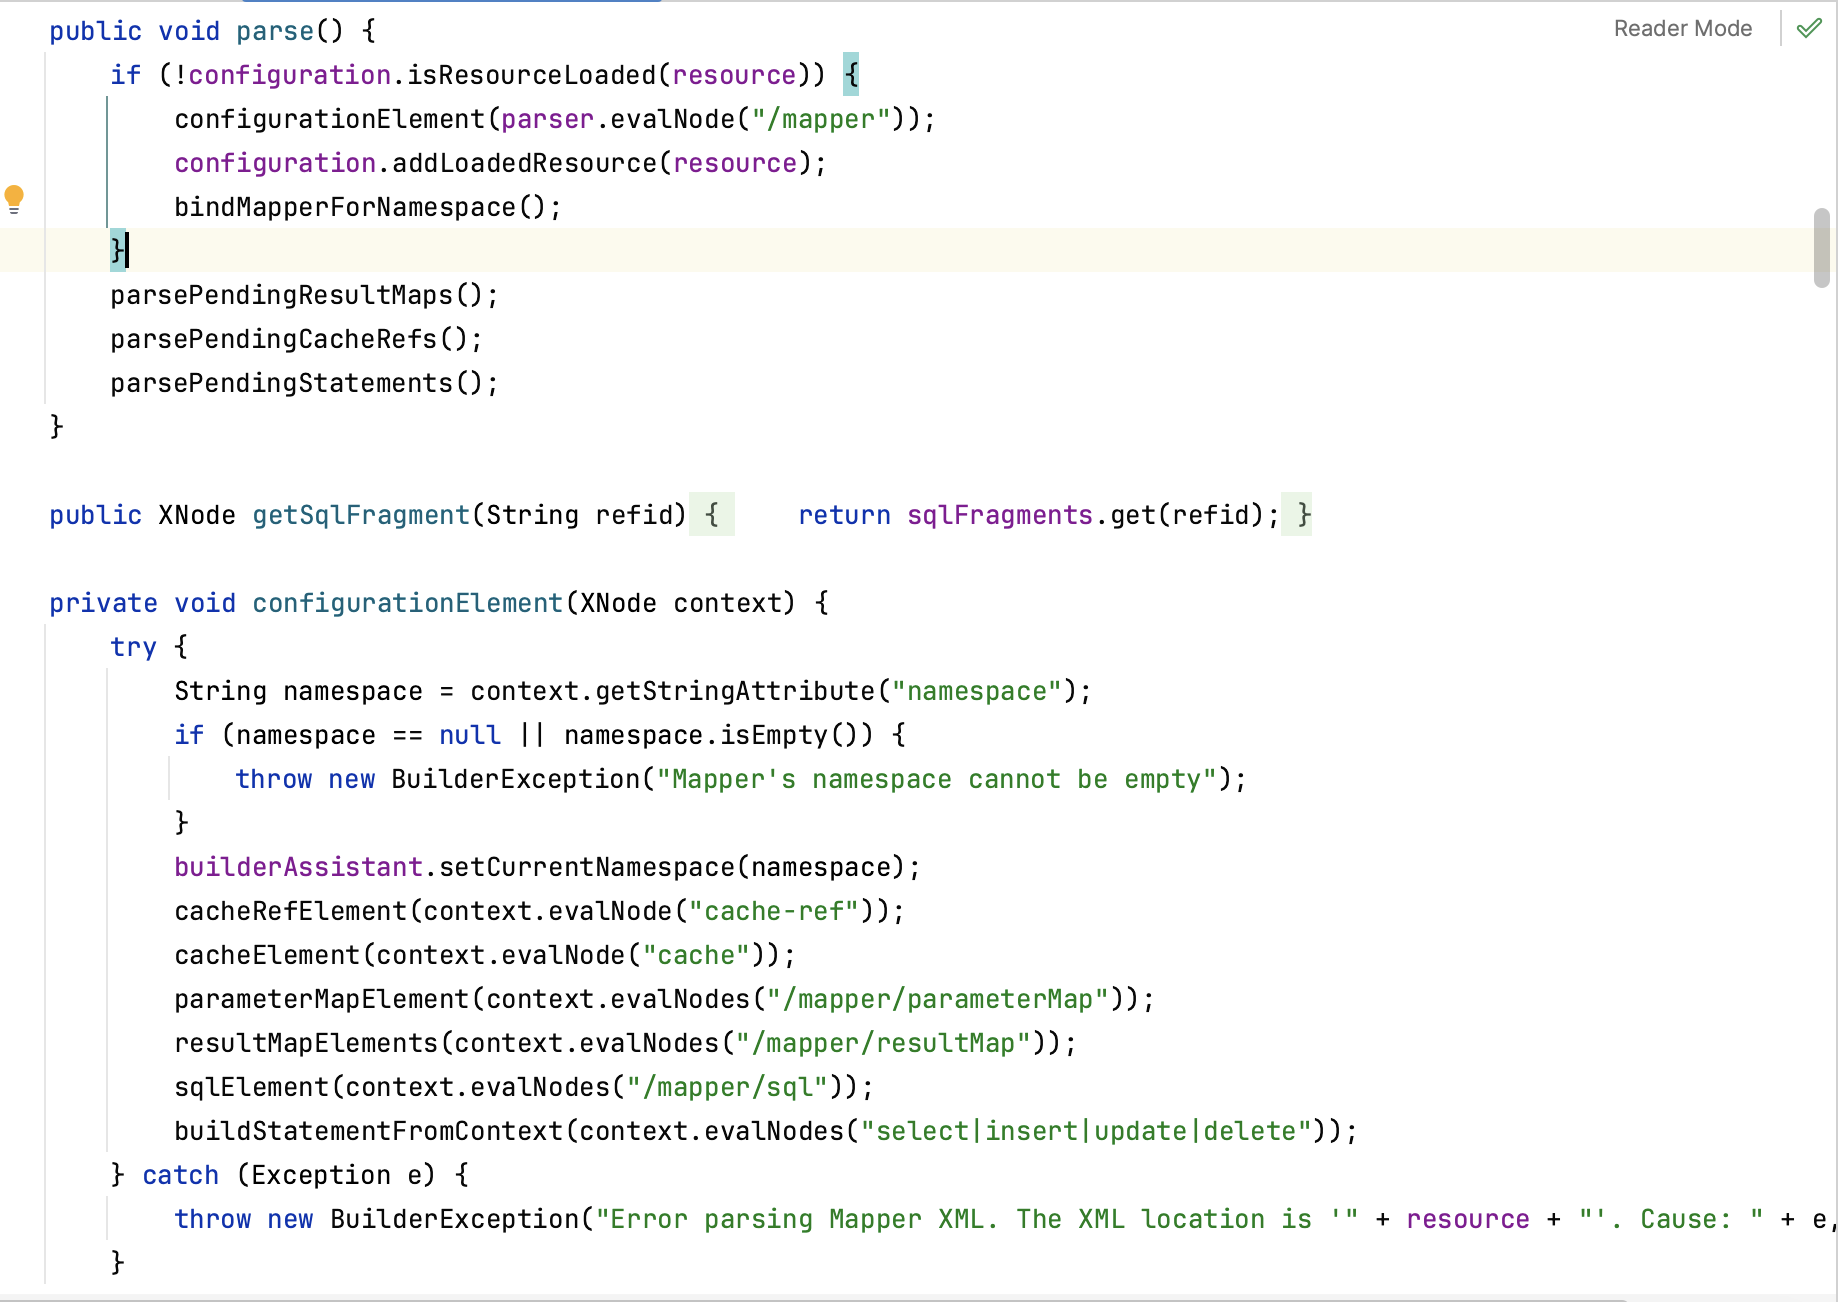 public void parse() {
Reader Mode
if (!configuration.isResourceLoaded(resource)) {
configurationElement(parser.evalNode("/mapper"));
configuration.addLoadedResource(resource);
bindMapperForNamespace();
}
parsePendingResultMaps();
parsePendingCacheRefs();
parsePendingStatements();
}
public XNode getSqlFragment(String refid) { return sqlFragments.get(refid); }
private void configurationElement(XNode context) {
try {
String namespace = context.getStringAttribute("namespace");
if (namespace == null || namespace.isEmpty()) {
throw new BuilderException("Mapper's namespace cannot be empty");
}
builderAssistant.setCurrentNamespace(namespace);
cacheRefElement(context.evalNode("cache-ref"));
cacheElement(context.evalNode("cache"));
parameterMapElement(context.evalNodes("/mapper/parameterMap"));
resultMapElements(context.evalNodes("/mapper/resultMap"));
sqlElement(context.evalNodes("/mapper/sql"));
buildStatementFromContext(context.evalNodes("select|insert|update|delete"));
} catch (Exception e) {
throw new BuilderException("Error parsing Mapper XML. The XML location is '" + resource + "'. Cause: " + e,
}